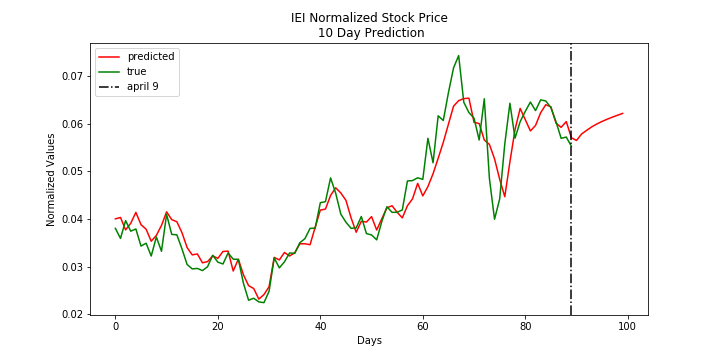 IEI Normalized Stock Price
10 Day Prediction
predicted
true
april 9
Normalized Values
0.07
0.06
0.05
0.04
0.03
0.02
0
20
40
60
80
100
Days